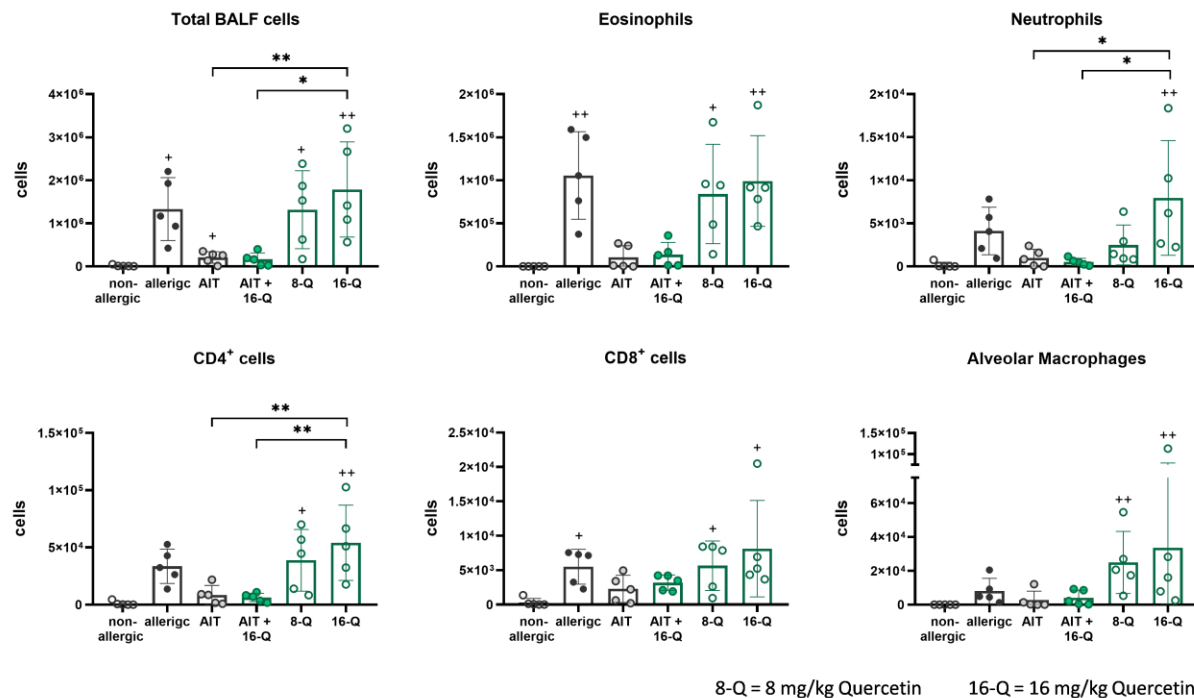 Total BALF cells
**
*
4×10⁶
3×10⁶
2×10⁶
1×10⁶
0
cells
+
+
+
++
non-allergic allerigc AIT AIT + 16-Q 8-Q 16-Q
Eosinophils
2×10⁶
2×10⁶
1×10⁶
5×10⁵
0
cells
++
+
++
non-allergic allerigc AIT AIT + 16-Q 8-Q 16-Q
Neutrophils
*
*
2×10⁴
1.5×10⁴
1×10⁴
5×10³
0
cells
++
non-allergic allerigc AIT AIT + 16-Q 8-Q 16-Q
CD4⁺ cells
**
**
1.5×10⁵
1×10⁵
5×10⁴
0
cells
+
++
non-allergic allerigc AIT AIT + 16-Q 8-Q 16-Q
CD8⁺ cells
2.5×10⁴
2×10⁴
1×10⁴
5×10³
0
cells
+
+
+
non-allergic allerigc AIT AIT + 16-Q 8-Q 16-Q
Alveolar Macrophages
1.5×10⁵
1×10⁵
6×10⁴
4×10⁴
2×10⁴
0
cells
++
++
non-allergic allerigc AIT AIT + 16-Q 8-Q 16-Q
8-Q = 8 mg/kg Quercetin 16-Q = 16 mg/kg Quercetin